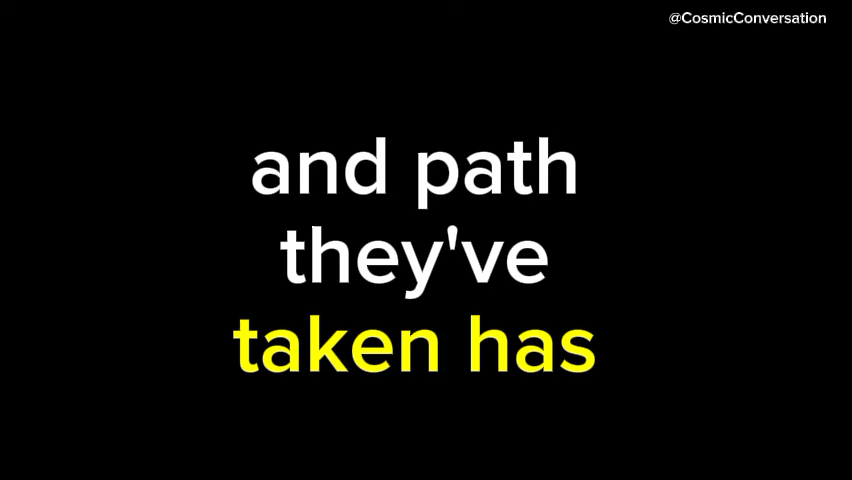 @CosmicConversation
and path
they've
taken has